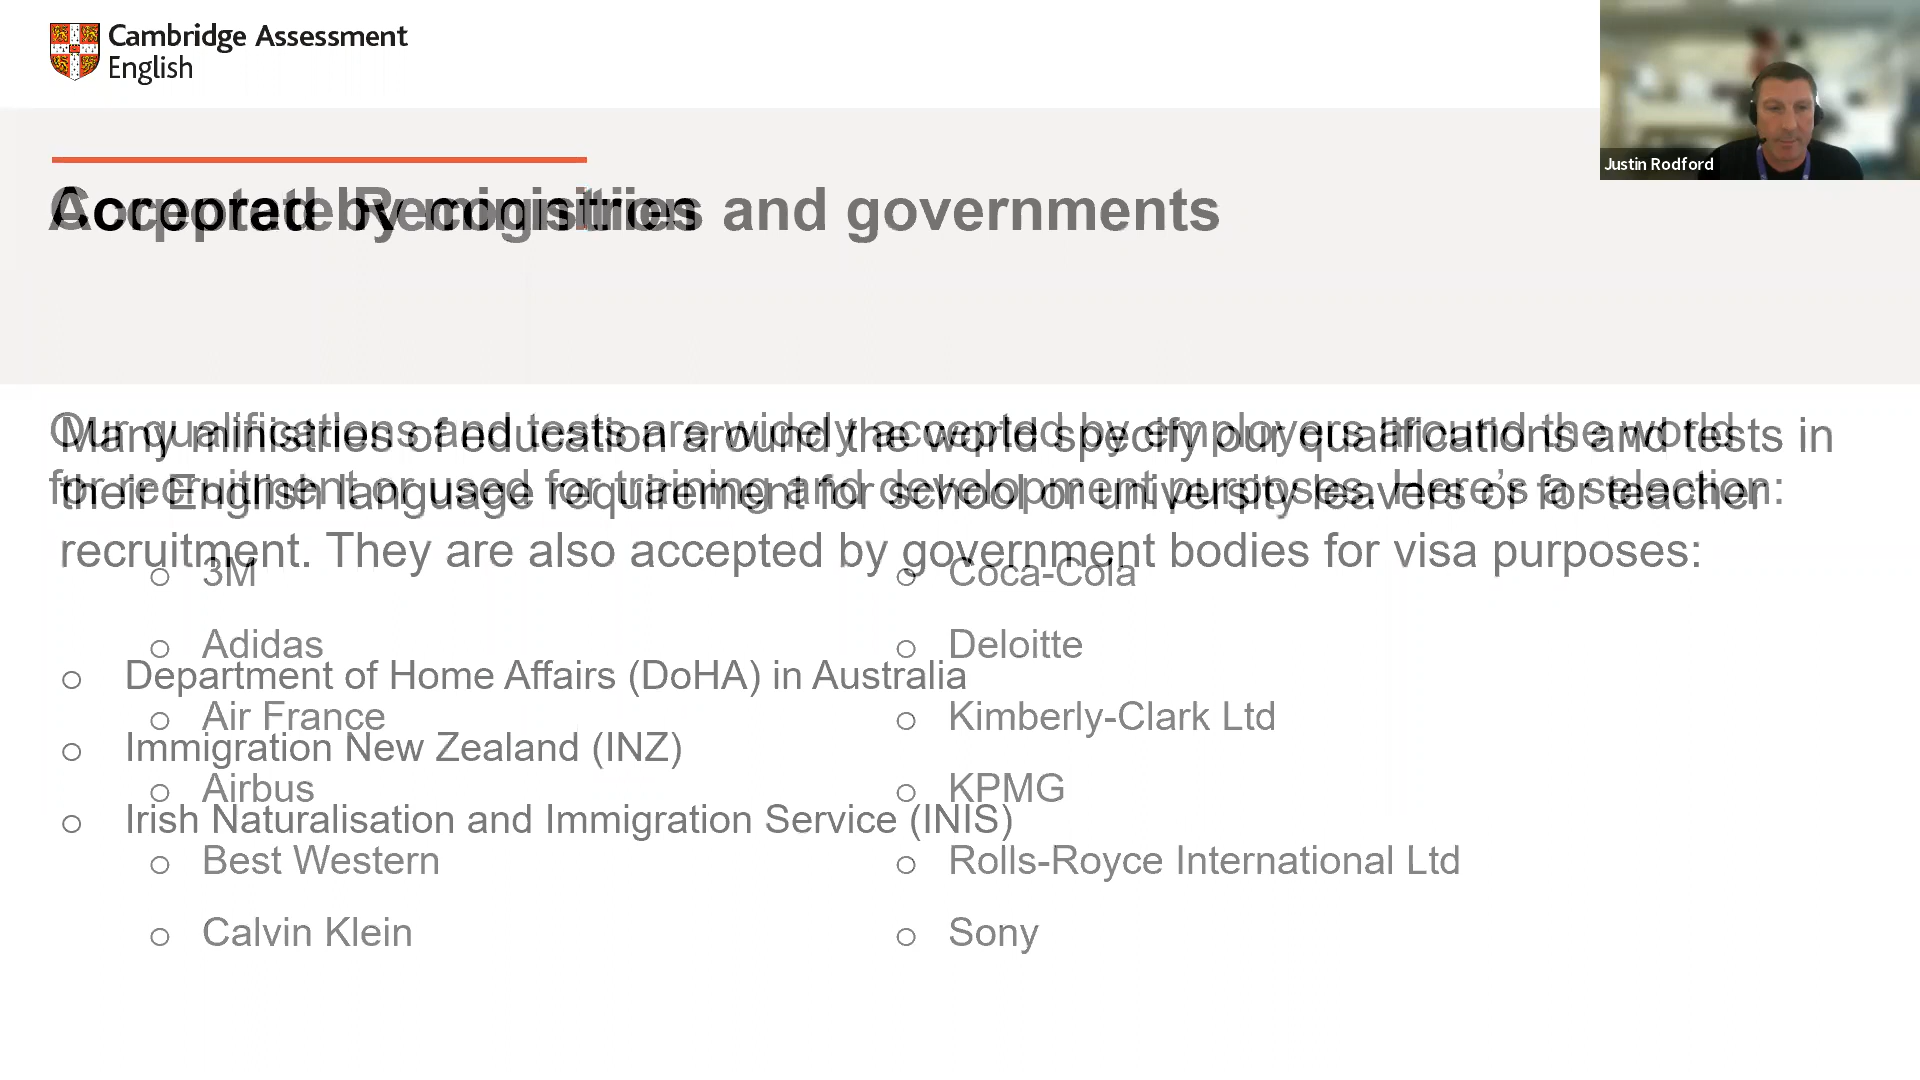 Cambridge Assessment
English
Justin Rodford
Corporate Recognition
Accepted by ministries and governments
Our qualifications and tests are widely accepted by employers around the world
for recruitment or used for training and development purposes. Here's a selection:
Many ministries of education around the world specify our qualifications and tests in
their English language requirement for school or university leavers or for teacher
recruitment. They are also accepted by government bodies for visa purposes:
○ 3M
○ Coca-Cola
○ Adidas
○ Deloitte
○ Department of Home Affairs (DoHA) in Australia
○ Air France
○ Kimberly-Clark Ltd
○ Immigration New Zealand (INZ)
○ Airbus
○ KPMG
○ Irish Naturalisation and Immigration Service (INIS)
○ Best Western
○ Rolls-Royce International Ltd
○ Calvin Klein
○ Sony